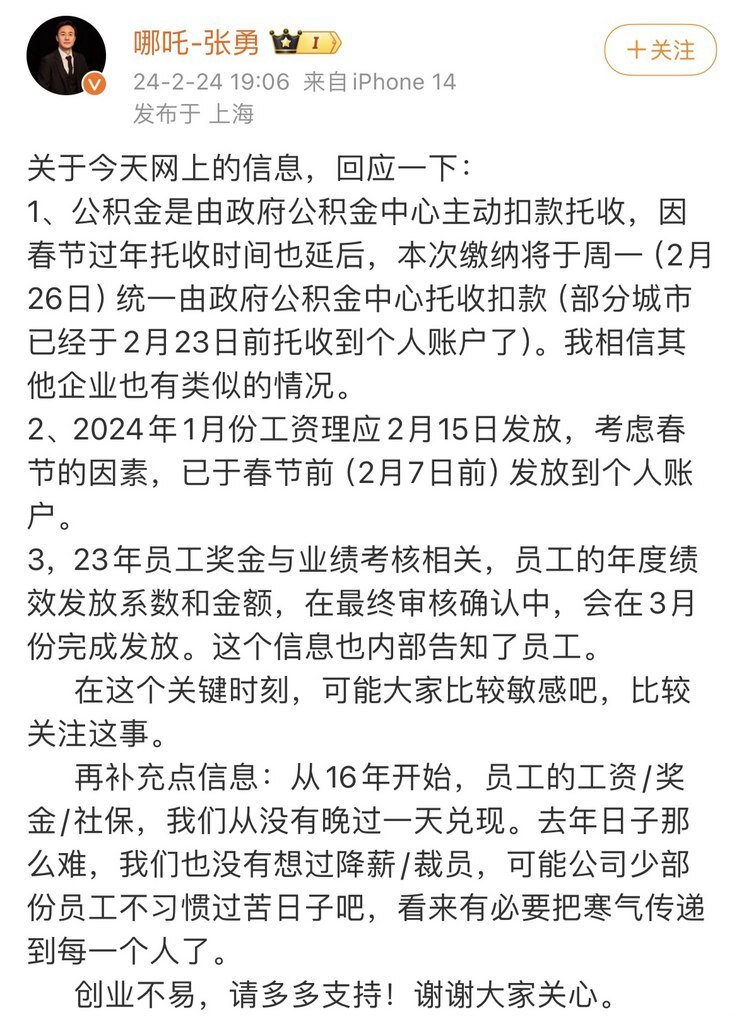 哪吒-张勇 I
+关注
24-2-24 19:06 来自iPhone 14
发布于 上海
关于今天网上的信息，回应一下：
1、公积金是由政府公积金中心主动扣款托收，因
春节过年托收时间也延后，本次缴纳将于周一（2月
26日）统一由政府公积金中心托收扣款（部分城市
已经于2月23日前托收到个人账户了）。我相信其
他企业也有类似的情况。
2、2024年1月份工资理应2月15日发放，考虑春
节的因素，已于春节前（2月7日前）发放到个人账
户。
3，23年员工奖金与业绩考核相关，员工的年度绩
效发放系数和金额，在最终审核确认中，会在3月
份完成发放。这个信息也内部告知了员工。
在这个关键时刻，可能大家比较敏感吧，比较
关注这事。
再补充点信息：从16年开始，员工的工资/奖
金/社保，我们从没有晚过一天兑现。去年日子那
么难，我们也没有想过降薪/裁员，可能公司少部
份员工不习惯过苦日子吧，看来有必要把寒气传递
到每一个人了。
创业不易，请多多支持！谢谢大家关心。